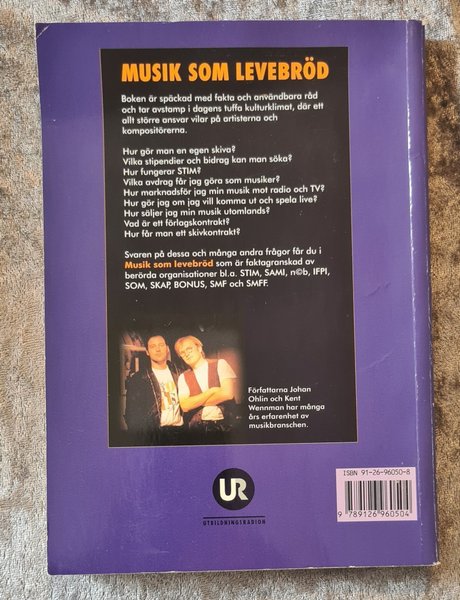 MUSIK SOM LEVEBRÖD
Boken är späckad med fakta och användbara råd
och tar avstamp i dagens tuffa kulturklimat, där ett
allt större ansvar vilar på artisterna och
kompositörerna.
Hur gör man en egen skiva?
Vilka stipendier och bidrag kan man söka?
Hur fungerar STIM?
Vilka avdrag får jag göra som musiker?
Hur marknadsför jag min musik mot radio och TV?
Hur gör jag om jag vill komma ut och spela live?
Hur säljer jag min musik utomlands?
Vad är ett förlagskontrakt?
Hur får man ett skivkontrakt?
Svaren på dessa och många andra frågor får du i
Musik som levebröd som är faktagranskad av
berörda organisationer bl.a. STIM, SAMI, n©b, IFPI,
SOM, SKAP, BONUS, SMF och SMFF.
Författarna Johan
Ohlin och Kent
Wennman har många
års erfarenhet av
musikbranschen.
UR
UTBILDNINGSRADION
ISBN 91-26-96050-8
9 789126 960504